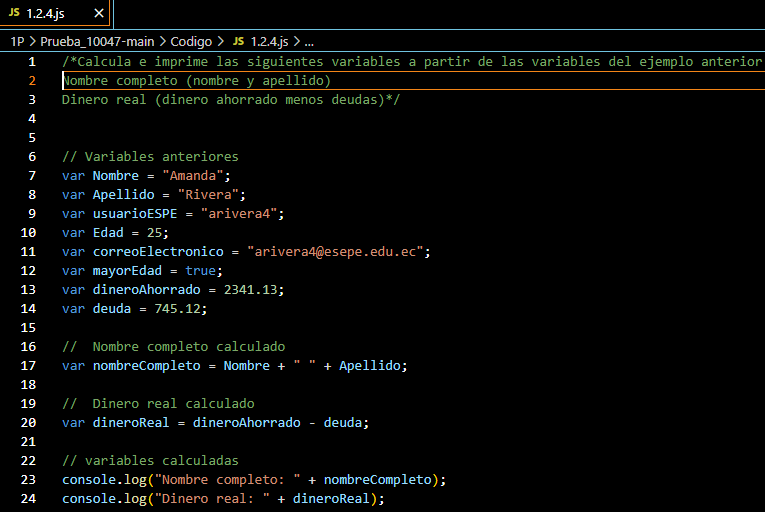 JS 1.2.4.js ×
1P > Prueba_10047-main > Codigo > JS 1.2.4.js > ...
1 /*Calcula e imprime las siguientes variables a partir de las variables del ejemplo anterior
2 Nombre completo (nombre y apellido)
3 Dinero real (dinero ahorrado menos deudas)*/
4
5
6 // Variables anteriores
7 var Nombre = "Amanda";
8 var Apellido = "Rivera";
9 var usuarioESPE = "arivera4";
10 var Edad = 25;
11 var correoElectronico = "arivera4@esepe.edu.ec";
12 var mayorEdad = true;
13 var dineroAhorrado = 2341.13;
14 var deuda = 745.12;
15
16 //  Nombre completo calculado
17 var nombreCompleto = Nombre + " " + Apellido;
18
19 //  Dinero real calculado
20 var dineroReal = dineroAhorrado - deuda;
21
22 // variables calculadas
23 console.log("Nombre completo: " + nombreCompleto);
24 console.log("Dinero real: " + dineroReal);